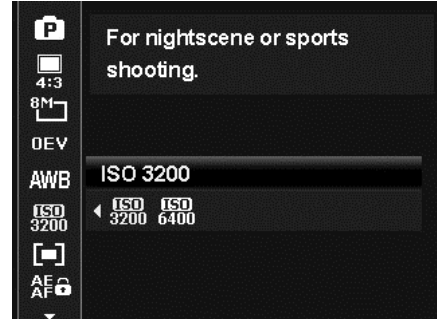 P
For nightscene or sports
shooting.
4:3
8M
0EV
AWB
ISO 3200
ISO
3200
ISO
3200
ISO
6400
AE
AF